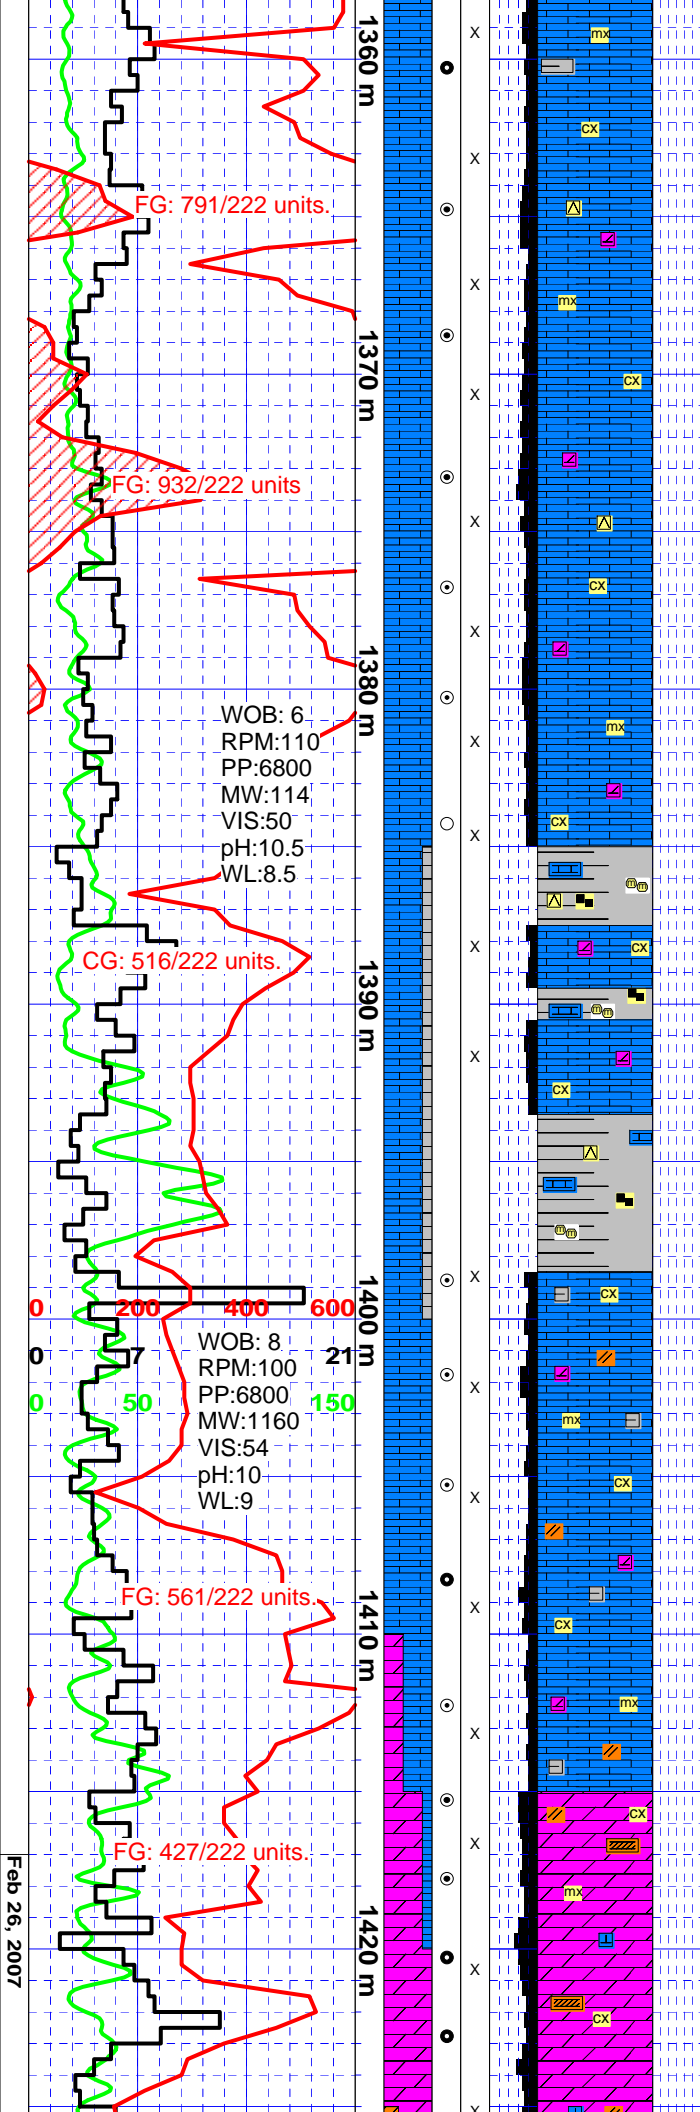 mx
1360 m
cx
FG: 791/222 units.
mx
1370 m
cx
FG: 932/222 units
cx
1380 m
WOB: 6
RPM:110
PP:6800
MW:114
VIS:50
pH:10.5
WL:8.5
mx
cx
m m
CG: 516/222 units.
cx
1390 m
m m
cx
m m
0 200 400 600
1400 m
cx
0 7 21
0 50 150
WOB: 8
RPM:100
PP:6800
MW:1160
VIS:54
pH:10
WL:9
mx
cx
FG: 561/222 units.
1410 m
cx
mx
cx
FG: 427/222 units.
mx
1420 m
Feb 26, 2007
cx